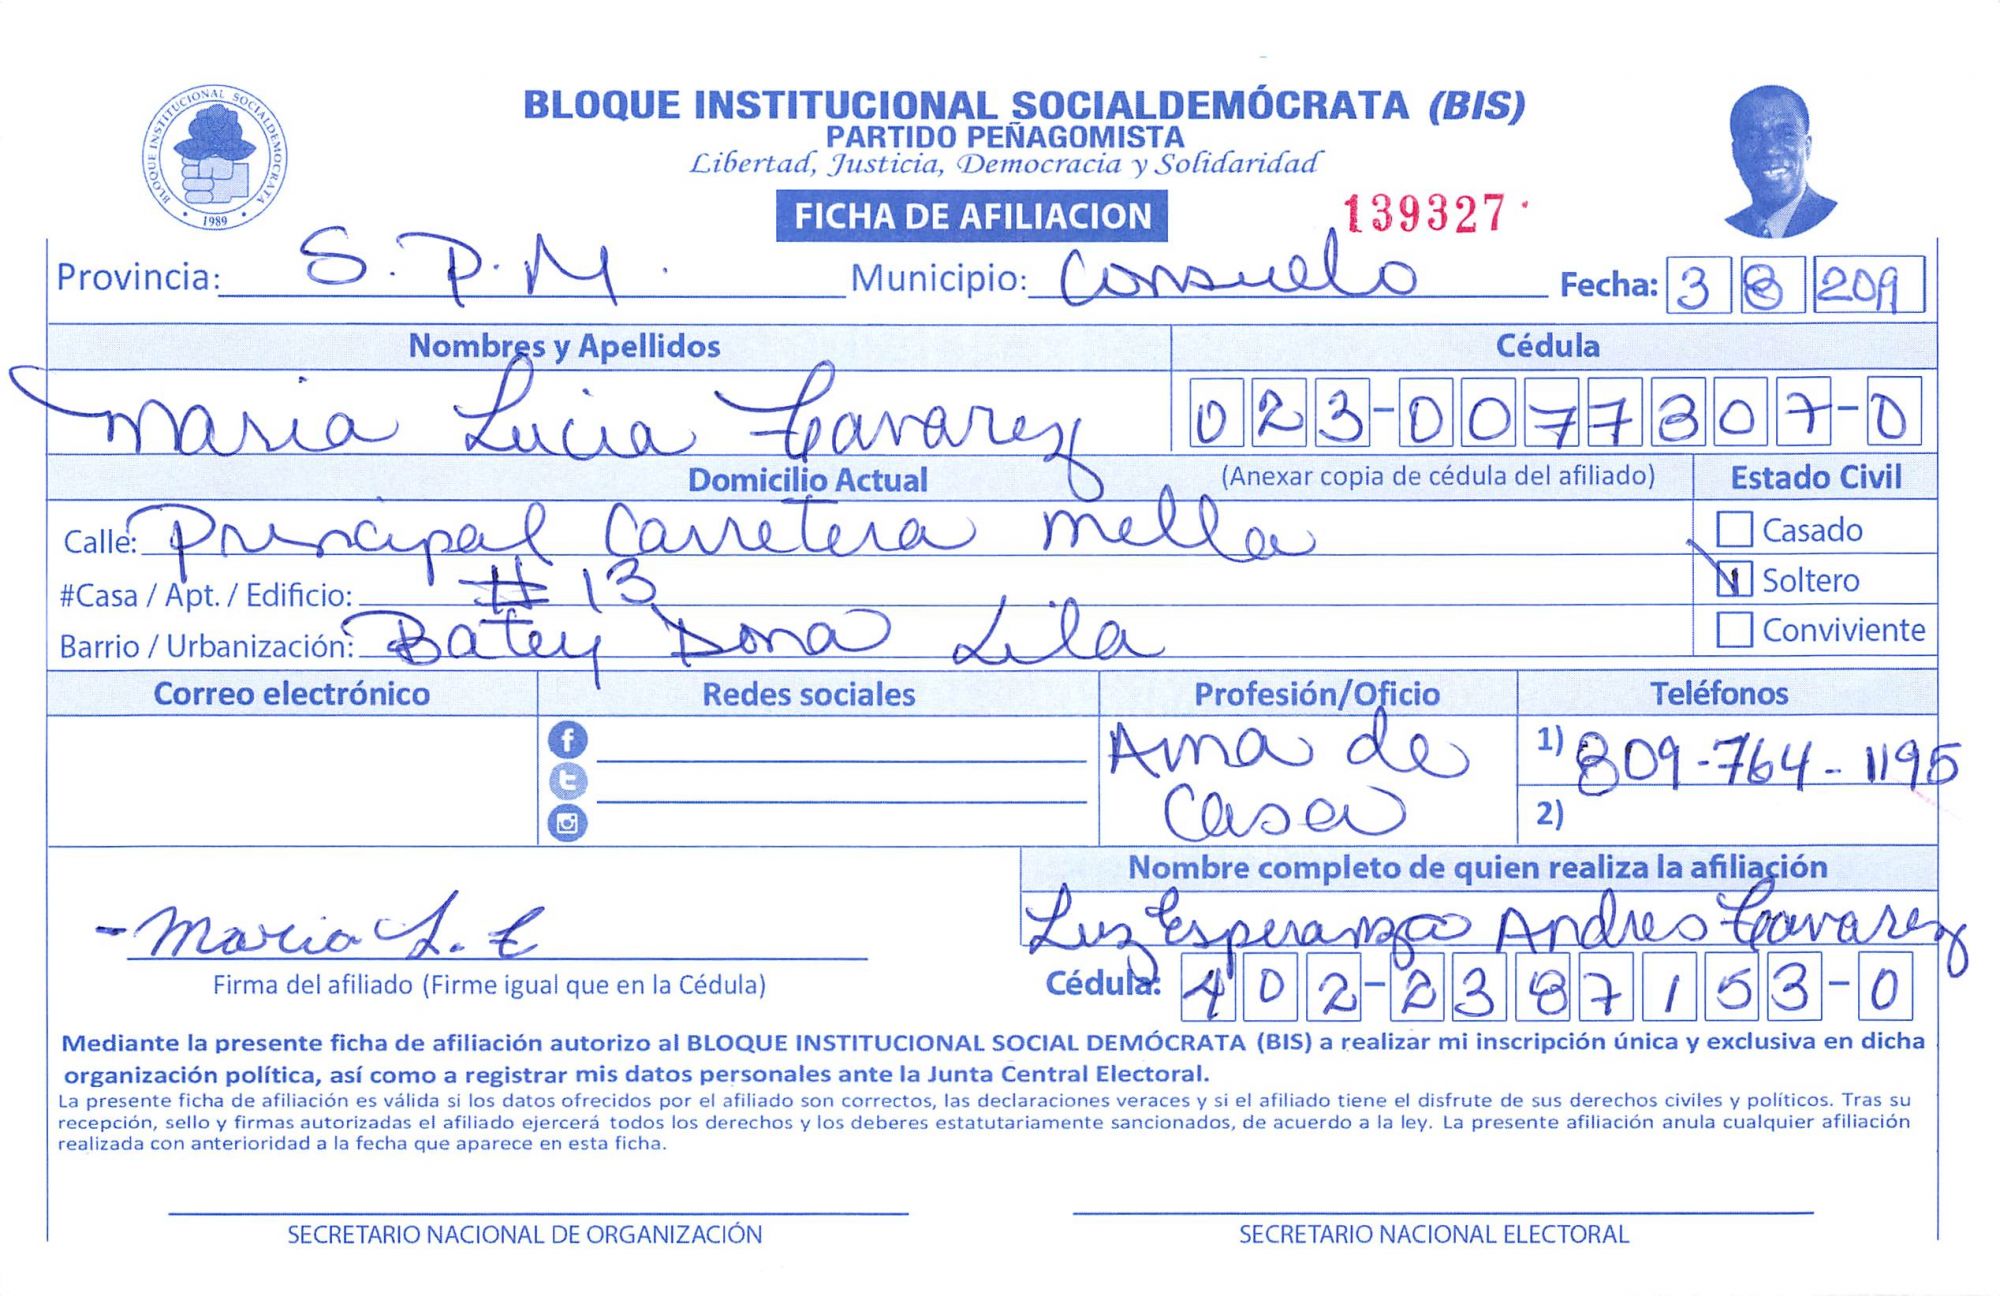 BLOQUE INSTITUCIONAL SOCIALDEMOCRATA
1989
BLOQUE INSTITUCIONAL SOCIALDEMÓCRATA (BIS)
PARTIDO PEÑAGOMISTA
Libertad, Justicia, Democracia y Solidaridad
FICHA DE AFILIACION
139327
Provincia: S. P. M. Municipio: Consuelo Fecha: 3 8 2019
Nombres y Apellidos Cédula
Maria Lucia Tavarez 023-0077307-0
Domicilio Actual (Anexar copia de cédula del afiliado) Estado Civil
Calle: Principal Carretera Mella Casado
#Casa / Apt. / Edificio: # 13 Soltero
Barrio / Urbanización: Batey Dona Lila Conviviente
Correo electrónico Redes sociales Profesión/Oficio Teléfonos
Ama de 1) 809-764-1195
Casa 2)
Nombre completo de quien realiza la afiliación
- Maria L. T Luz Esperanza Andres Tavarez
Firma del afiliado (Firme igual que en la Cédula) Cédula: 402-2387153-0
Mediante la presente ficha de afiliación autorizo al BLOQUE INSTITUCIONAL SOCIAL DEMÓCRATA (BIS) a realizar mi inscripción única y exclusiva en dicha
organización política, así como a registrar mis datos personales ante la Junta Central Electoral.
La presente ficha de afiliación es válida si los datos ofrecidos por el afiliado son correctos, las declaraciones veraces y si el afiliado tiene el disfrute de sus derechos civiles y políticos. Tras su
recepción, sello y firmas autorizadas el afiliado ejercerá todos los derechos y los deberes estatutariamente sancionados, de acuerdo a la ley. La presente afiliación anula cualquier afiliación
realizada con anterioridad a la fecha que aparece en esta ficha.
SECRETARIO NACIONAL DE ORGANIZACIÓN SECRETARIO NACIONAL ELECTORAL